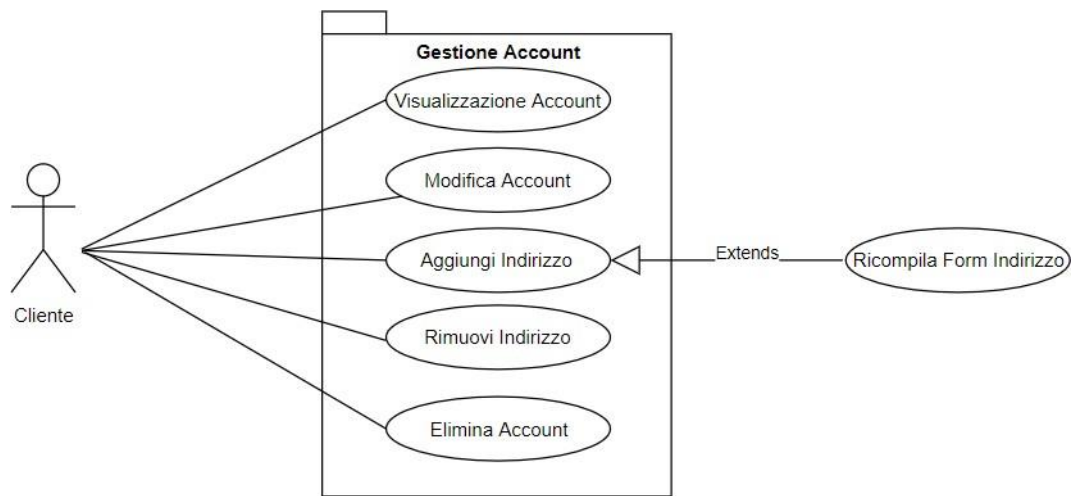 Gestione Account
Visualizzazione Account
Modifica Account
Aggiungi Indirizzo
Extends
Ricompila Form Indirizzo
Cliente
Rimuovi Indirizzo
Elimina Account